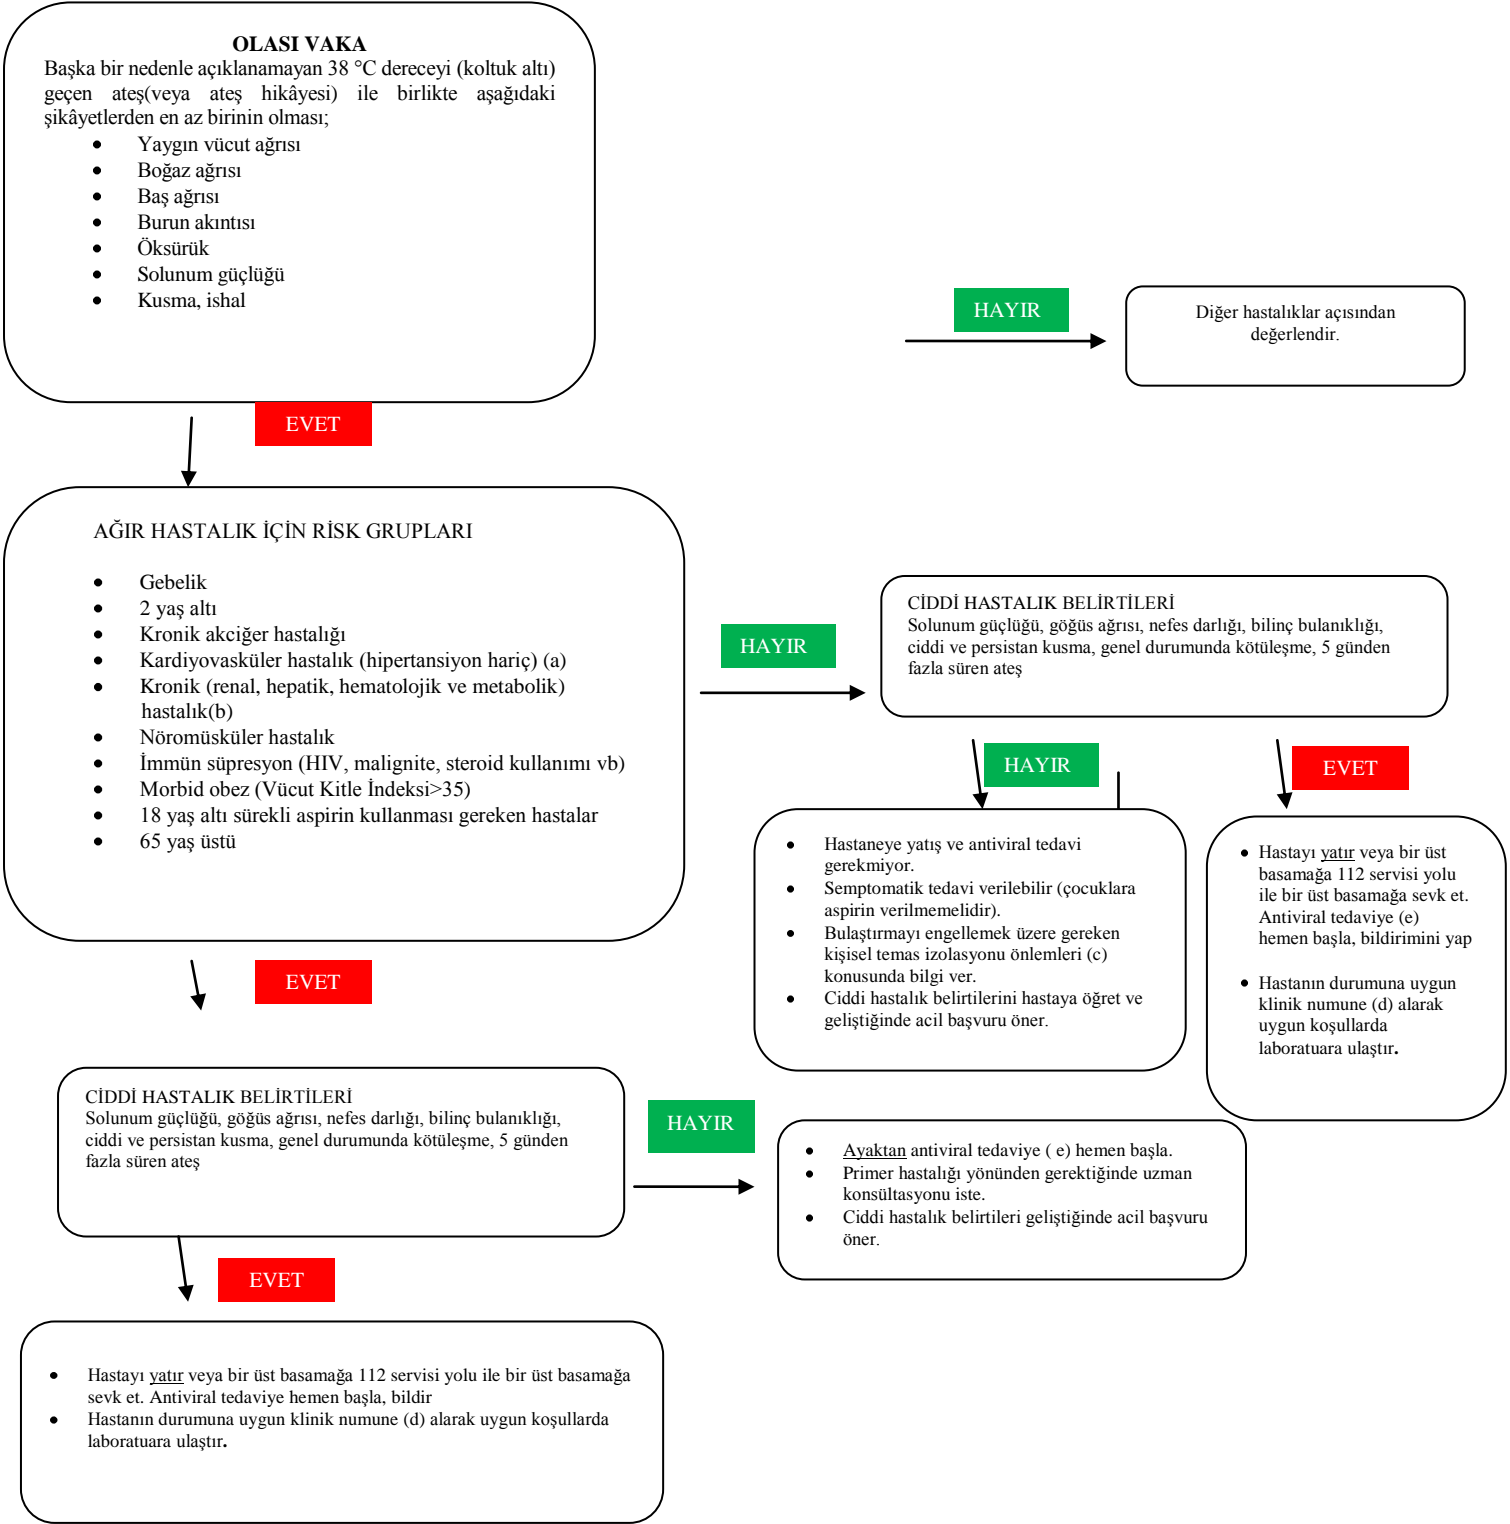 OLASI VAKA
Başka bir nedenle açıklanamayan 38 °C dereceyi (koltuk altı)
geçen ateş(veya ateş hikâyesi) ile birlikte aşağıdaki
şikâyetlerden en az birinin olması;
• Yaygın vücut ağrısı
• Boğaz ağrısı
• Baş ağrısı
• Burun akıntısı
• Öksürük
• Solunum güçlüğü
• Kusma, ishal
HAYIR
Diğer hastalıklar açısından
değerlendir.
EVET
AĞIR HASTALIK İÇİN RİSK GRUPLARI
• Gebelik
• 2 yaş altı
• Kronik akciğer hastalığı
• Kardiyovasküler hastalık (hipertansiyon hariç) (a)
• Kronik (renal, hepatik, hematolojik ve metabolik)
hastalık(b)
• Nöromüsküler hastalık
• İmmün süpresyon (HIV, malignite, steroid kullanımı vb)
• Morbid obez (Vücut Kitle İndeksi>35)
• 18 yaş altı sürekli aspirin kullanması gereken hastalar
• 65 yaş üstü
HAYIR
CİDDİ HASTALIK BELİRTİLERİ
Solunum güçlüğü, göğüs ağrısı, nefes darlığı, bilinç bulanıklığı,
ciddi ve persistan kusma, genel durumunda kötüleşme, 5 günden
fazla süren ateş
HAYIR
EVET
• Hastaneye yatış ve antiviral tedavi
gerekmiyor.
• Semptomatik tedavi verilebilir (çocuklara
aspirin verilmemelidir).
• Bulaştırmayı engellemek üzere gereken
kişisel temas izolasyonu önlemleri (c)
konusunda bilgi ver.
• Ciddi hastalık belirtilerini hastaya öğret ve
geliştiğinde acil başvuru öner.
• Hastayı yatır veya bir üst
basamağa 112 servisi yolu
ile bir üst basamağa sevk et.
Antiviral tedaviye (e)
hemen başla, bildirimini yap
• Hastanın durumuna uygun
klinik numune (d) alarak
uygun koşullarda
laboratuara ulaştır.
EVET
CİDDİ HASTALIK BELİRTİLERİ
Solunum güçlüğü, göğüs ağrısı, nefes darlığı, bilinç bulanıklığı,
ciddi ve persistan kusma, genel durumunda kötüleşme, 5 günden
fazla süren ateş
HAYIR
• Ayaktan antiviral tedaviye ( e) hemen başla.
• Primer hastalığı yönünden gerektiğinde uzman
konsültasyonu iste.
• Ciddi hastalık belirtileri geliştiğinde acil başvuru
öner.
EVET
• Hastayı yatır veya bir üst basamağa 112 servisi yolu ile bir üst basamağa
sevk et. Antiviral tedaviye hemen başla, bildir
• Hastanın durumuna uygun klinik numune (d) alarak uygun koşullarda
laboratuara ulaştır.